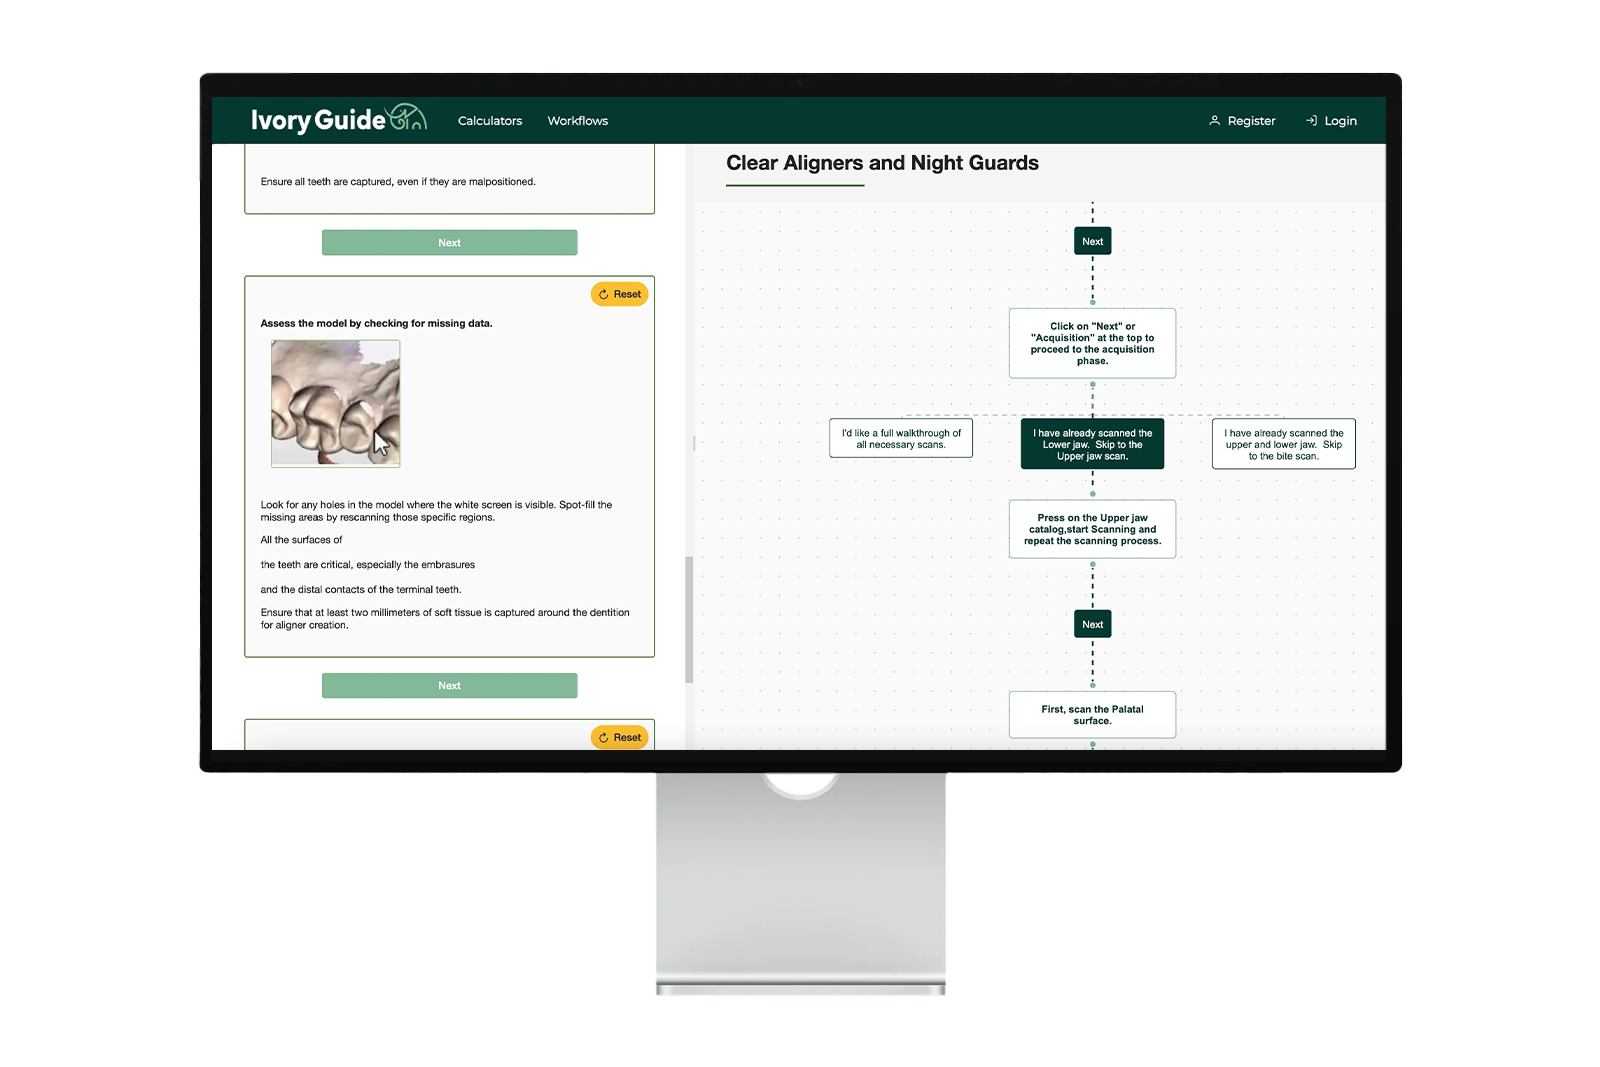 Ivory Guide
Calculators
Workflows
Register
Login
Ensure all teeth are captured, even if they are malpositioned.
Next
Reset
Assess the model by checking for missing data.
Look for any holes in the model where the white screen is visible. Spot-fill the
missing areas by rescanning those specific regions.
All the surfaces of
the teeth are critical, especially the embrasures
and the distal contacts of the terminal teeth.
Ensure that at least two millimeters of soft tissue is captured around the dentition
for aligner creation.
Next
Reset
Clear Aligners and Night Guards
Next
Click on "Next" or
"Acquisition" at the top to
proceed to the acquisition
phase.
I'd like a full walkthrough of
all necessary scans.
I have already scanned the
Lower jaw. Skip to the
Upper jaw scan.
I have already scanned the
upper and lower jaw. Skip
to the bite scan.
Press on the Upper jaw
catalog,start Scanning and
repeat the scanning process.
Next
First, scan the Palatal
surface.